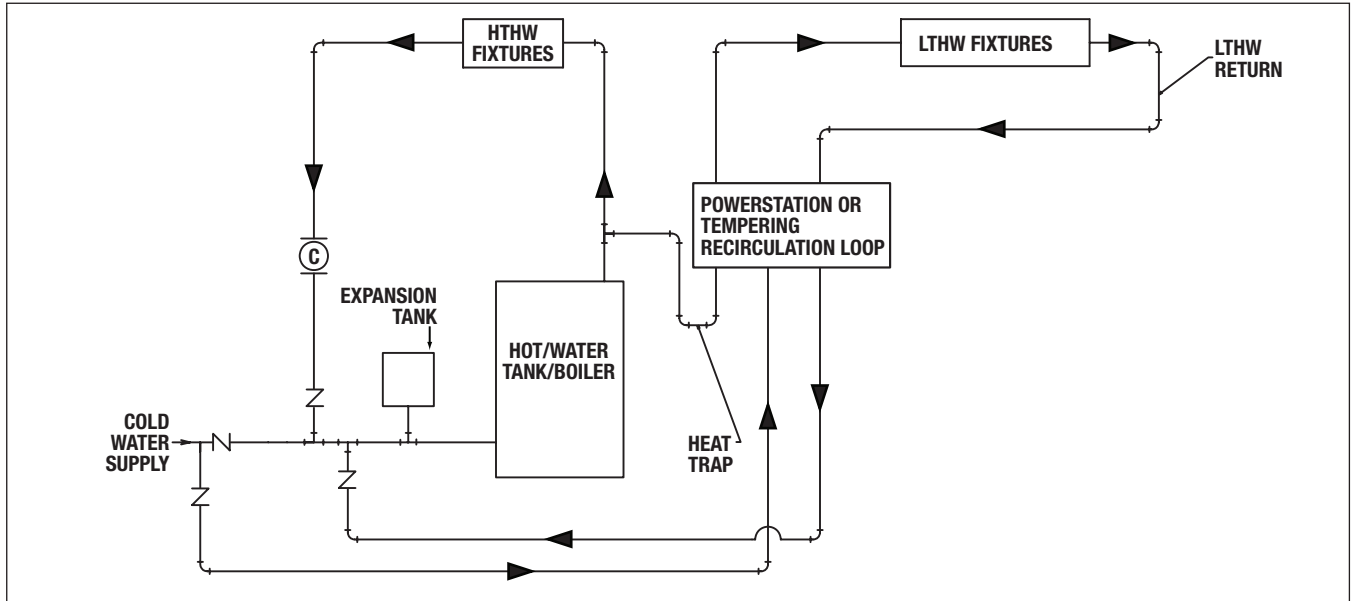 HTHW
FIXTURES
LTHW FIXTURES
LTHW
RETURN
POWERSTATION OR
TEMPERING
RECIRCULATION LOOP
C
EXPANSION
TANK
HOT/WATER
TANK/BOILER
COLD
WATER
SUPPLY
HEAT
TRAP